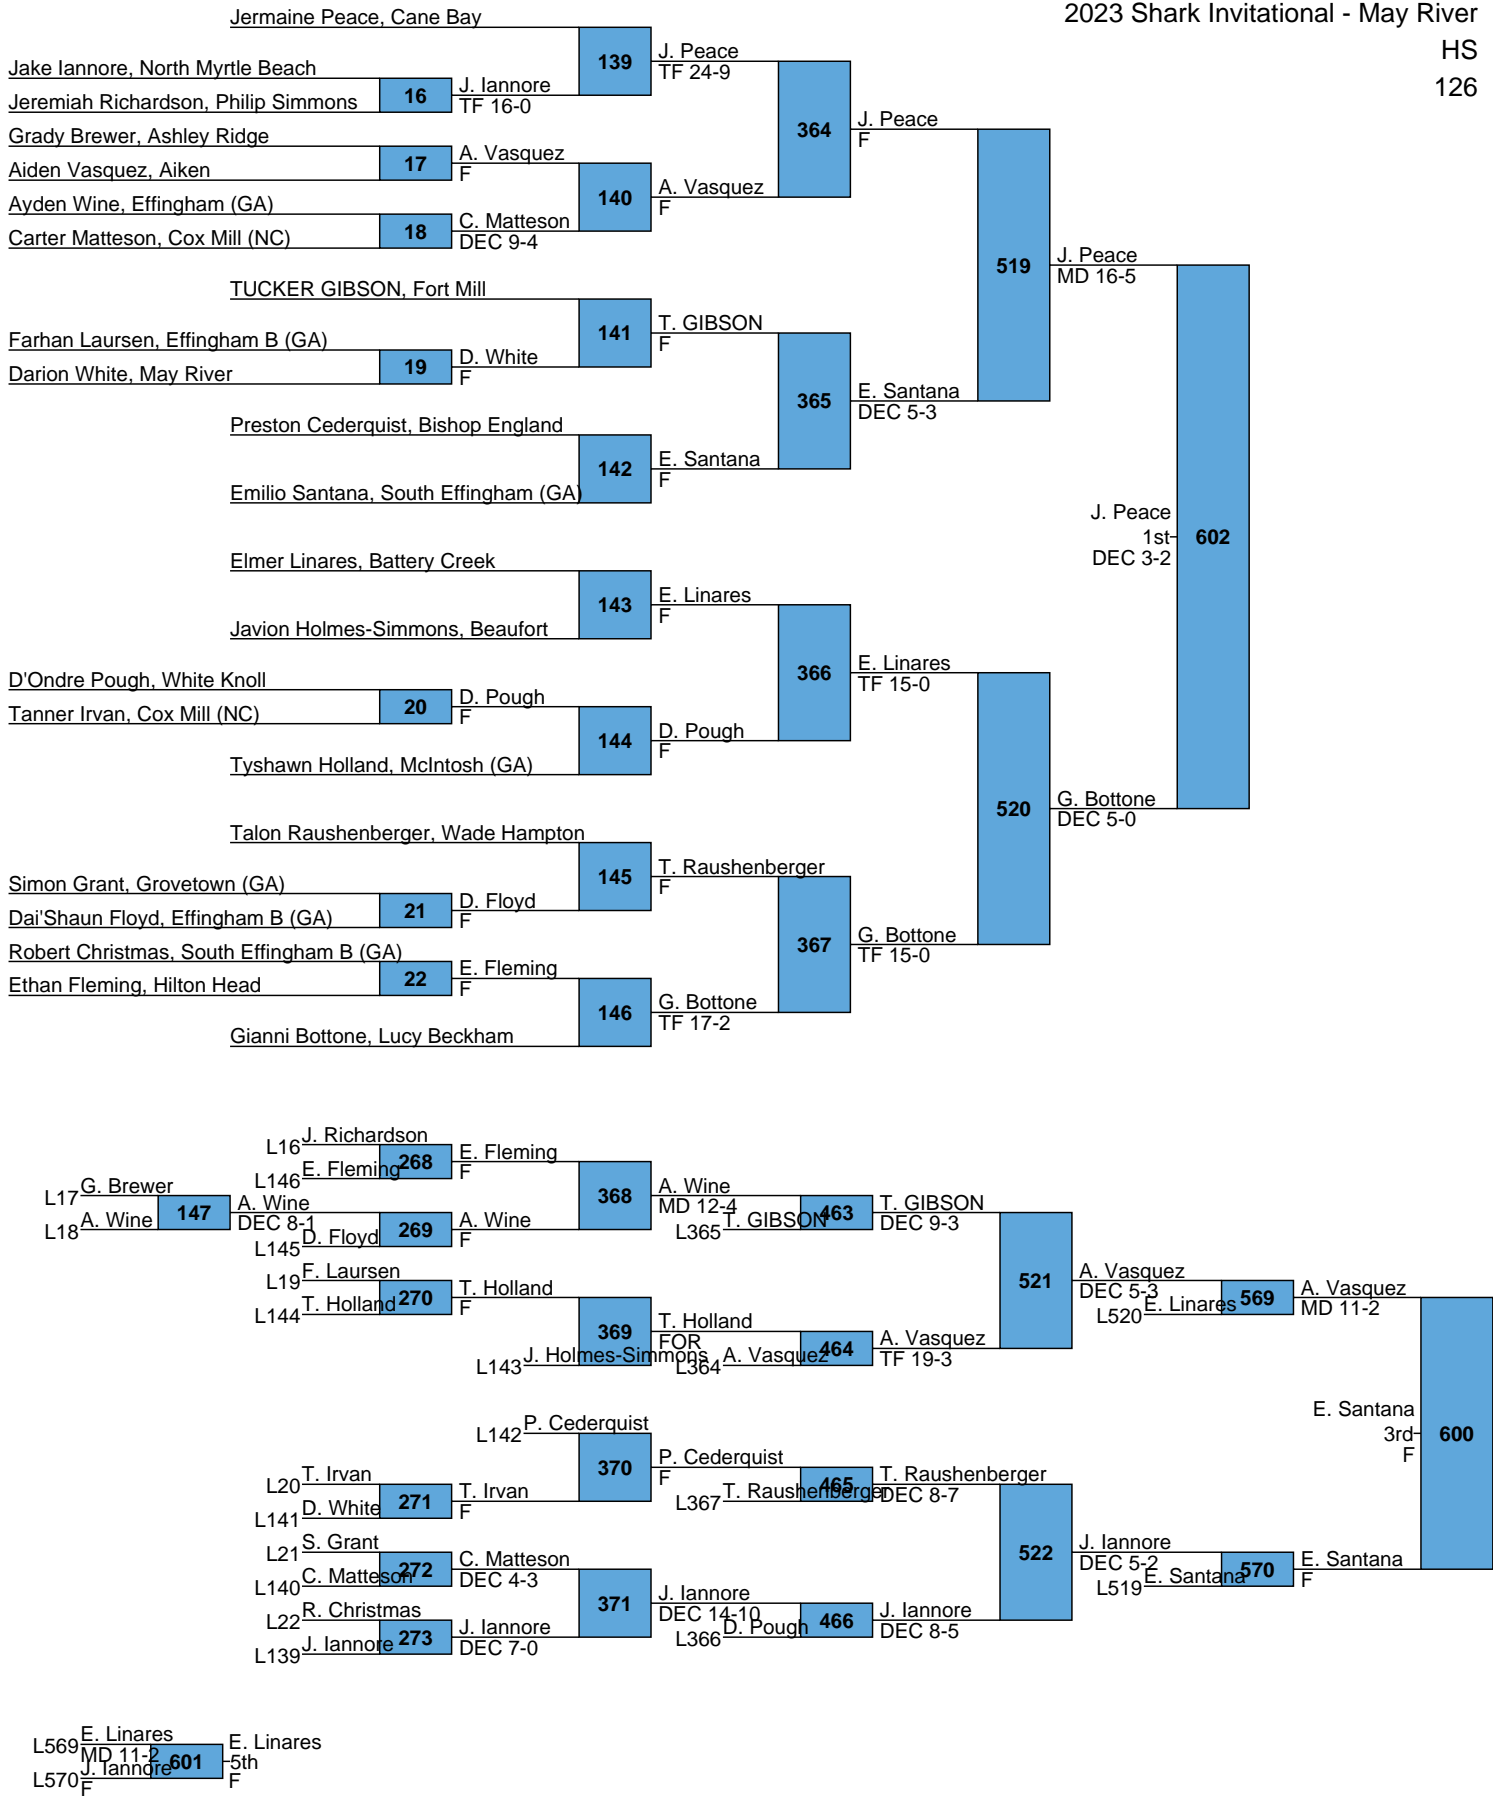 2023 Shark Invitational - May River
HS
126
Jermaine Peace, Cane Bay
139
J. Peace
TF 24-9
Jake Iannore, North Myrtle Beach
16
J. Iannore
TF 16-0
Jeremiah Richardson, Philip Simmons
364
J. Peace
F
Grady Brewer, Ashley Ridge
17
A. Vasquez
F
Aiden Vasquez, Aiken
140
A. Vasquez
F
Ayden Wine, Effingham (GA)
18
C. Matteson
DEC 9-4
Carter Matteson, Cox Mill (NC)
519
J. Peace
MD 16-5
TUCKER GIBSON, Fort Mill
141
T. GIBSON
F
Farhan Laursen, Effingham B (GA)
19
D. White
F
Darion White, May River
365
E. Santana
DEC 5-3
Preston Cederquist, Bishop England
142
E. Santana
F
Emilio Santana, South Effingham (GA)
J. Peace
1st
DEC 3-2
602
Elmer Linares, Battery Creek
143
E. Linares
F
Javion Holmes-Simmons, Beaufort
366
E. Linares
TF 15-0
D'Ondre Pough, White Knoll
20
D. Pough
F
Tanner Irvan, Cox Mill (NC)
144
D. Pough
F
Tyshawn Holland, McIntosh (GA)
520
G. Bottone
DEC 5-0
Talon Raushenberger, Wade Hampton
145
T. Raushenberger
F
Simon Grant, Grovetown (GA)
21
D. Floyd
F
Dai'Shaun Floyd, Effingham B (GA)
367
G. Bottone
TF 15-0
Robert Christmas, South Effingham B (GA)
22
E. Fleming
F
Ethan Fleming, Hilton Head
146
G. Bottone
TF 17-2
Gianni Bottone, Lucy Beckham
L16
J. Richardson
268
E. Fleming
F
L146
E. Fleming
368
A. Wine
MD 12-4
L17
G. Brewer
147
A. Wine
DEC 8-1
L18
A. Wine
269
A. Wine
F
L145
D. Floyd
L365
T. GIBSON
463
T. GIBSON
DEC 9-3
L19
F. Laursen
270
T. Holland
F
L144
T. Holland
521
A. Vasquez
DEC 5-3
L520
E. Linares
569
A. Vasquez
MD 11-2
369
T. Holland
FOR
L143
J. Holmes-Simmons
L364
A. Vasquez
464
A. Vasquez
TF 19-3
L142
P. Cederquist
370
P. Cederquist
F
E. Santana
3rd
F
600
L20
T. Irvan
271
T. Irvan
F
L141
D. White
L367
T. Raushenberger
465
T. Raushenberger
DEC 8-7
L21
S. Grant
272
C. Matteson
DEC 4-3
L140
C. Matteson
522
J. Iannore
DEC 5-2
L519
E. Santana
570
E. Santana
F
371
J. Iannore
DEC 14-10
L22
R. Christmas
273
J. Iannore
DEC 7-0
L139
J. Iannore
L366
D. Pough
466
J. Iannore
DEC 8-5
L569
E. Linares
MD 11-2
601
E. Linares
5th
F
L570
J. Iannore
F